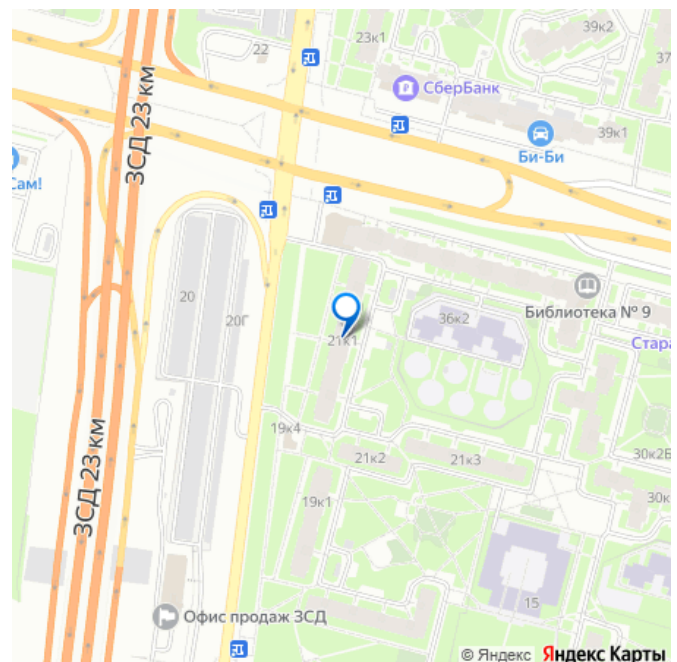 39к2
23к1
37
22
СберБанк
39к1
Би-Би
ЗСД 23 км
Сам!
20
20Г
36к2
Библиотека № 9
21к1
Стара
19к4
21к2
21к3
30к2Б
30к
19к1
ЗСД 23 км
15
Офис продаж ЗСД
© Яндекс Яндекс Карты